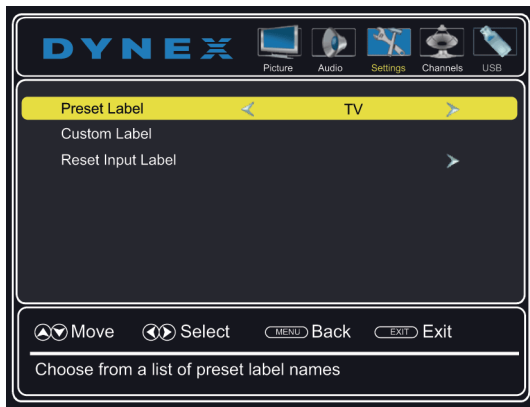 DYNEX
Picture Audio Settings Channels USB
Preset Label TV
Custom Label
Reset Input Label
Move Select MENU Back EXIT Exit
Choose from a list of preset label names